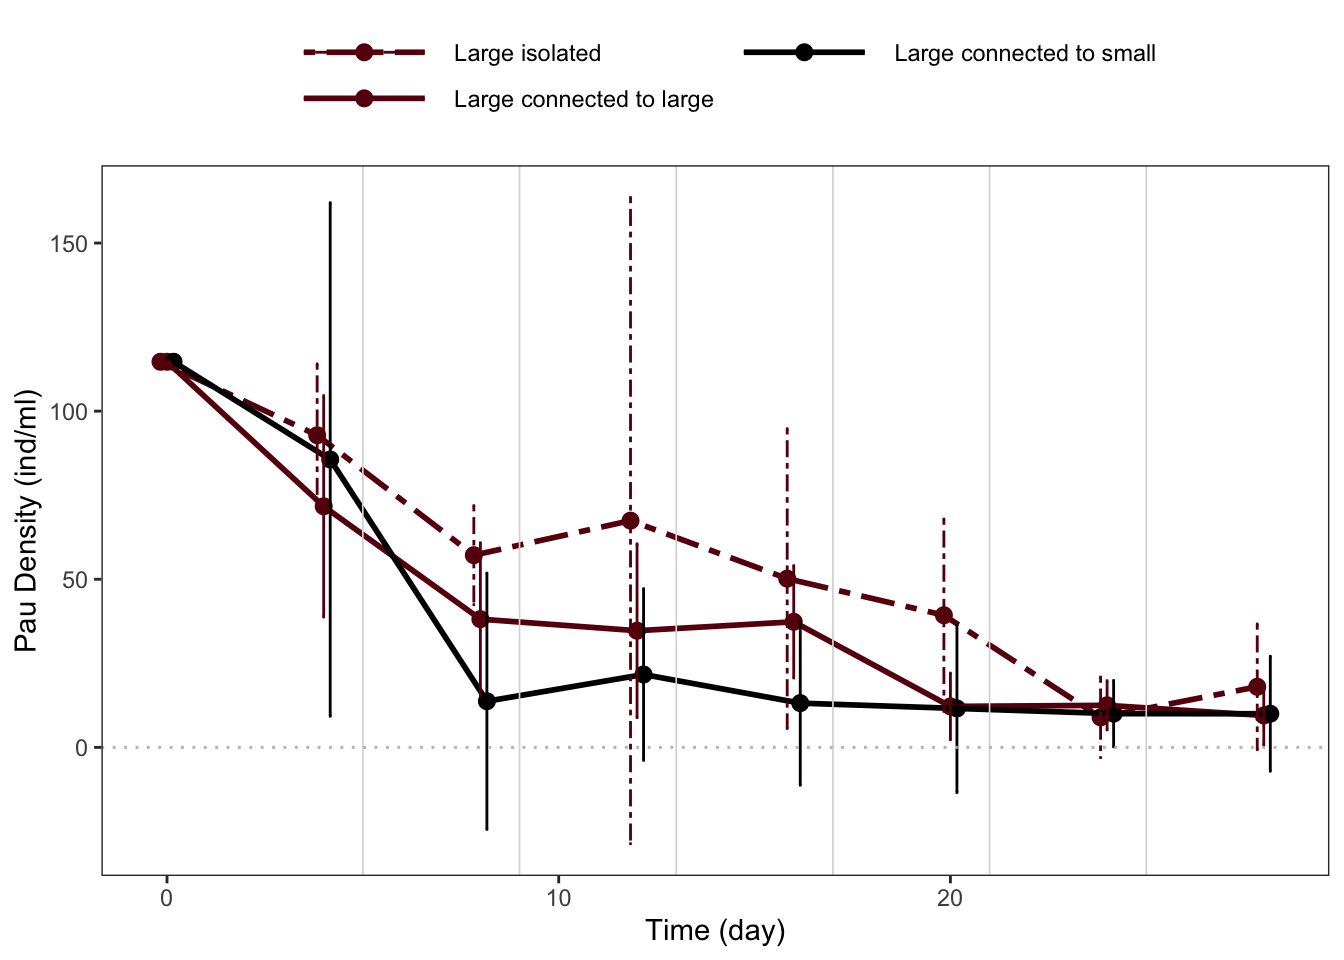 Large isolated
Large connected to small
Large connected to large
Pau Density (ind/ml)
150
100
50
0
0
10
20
Time (day)